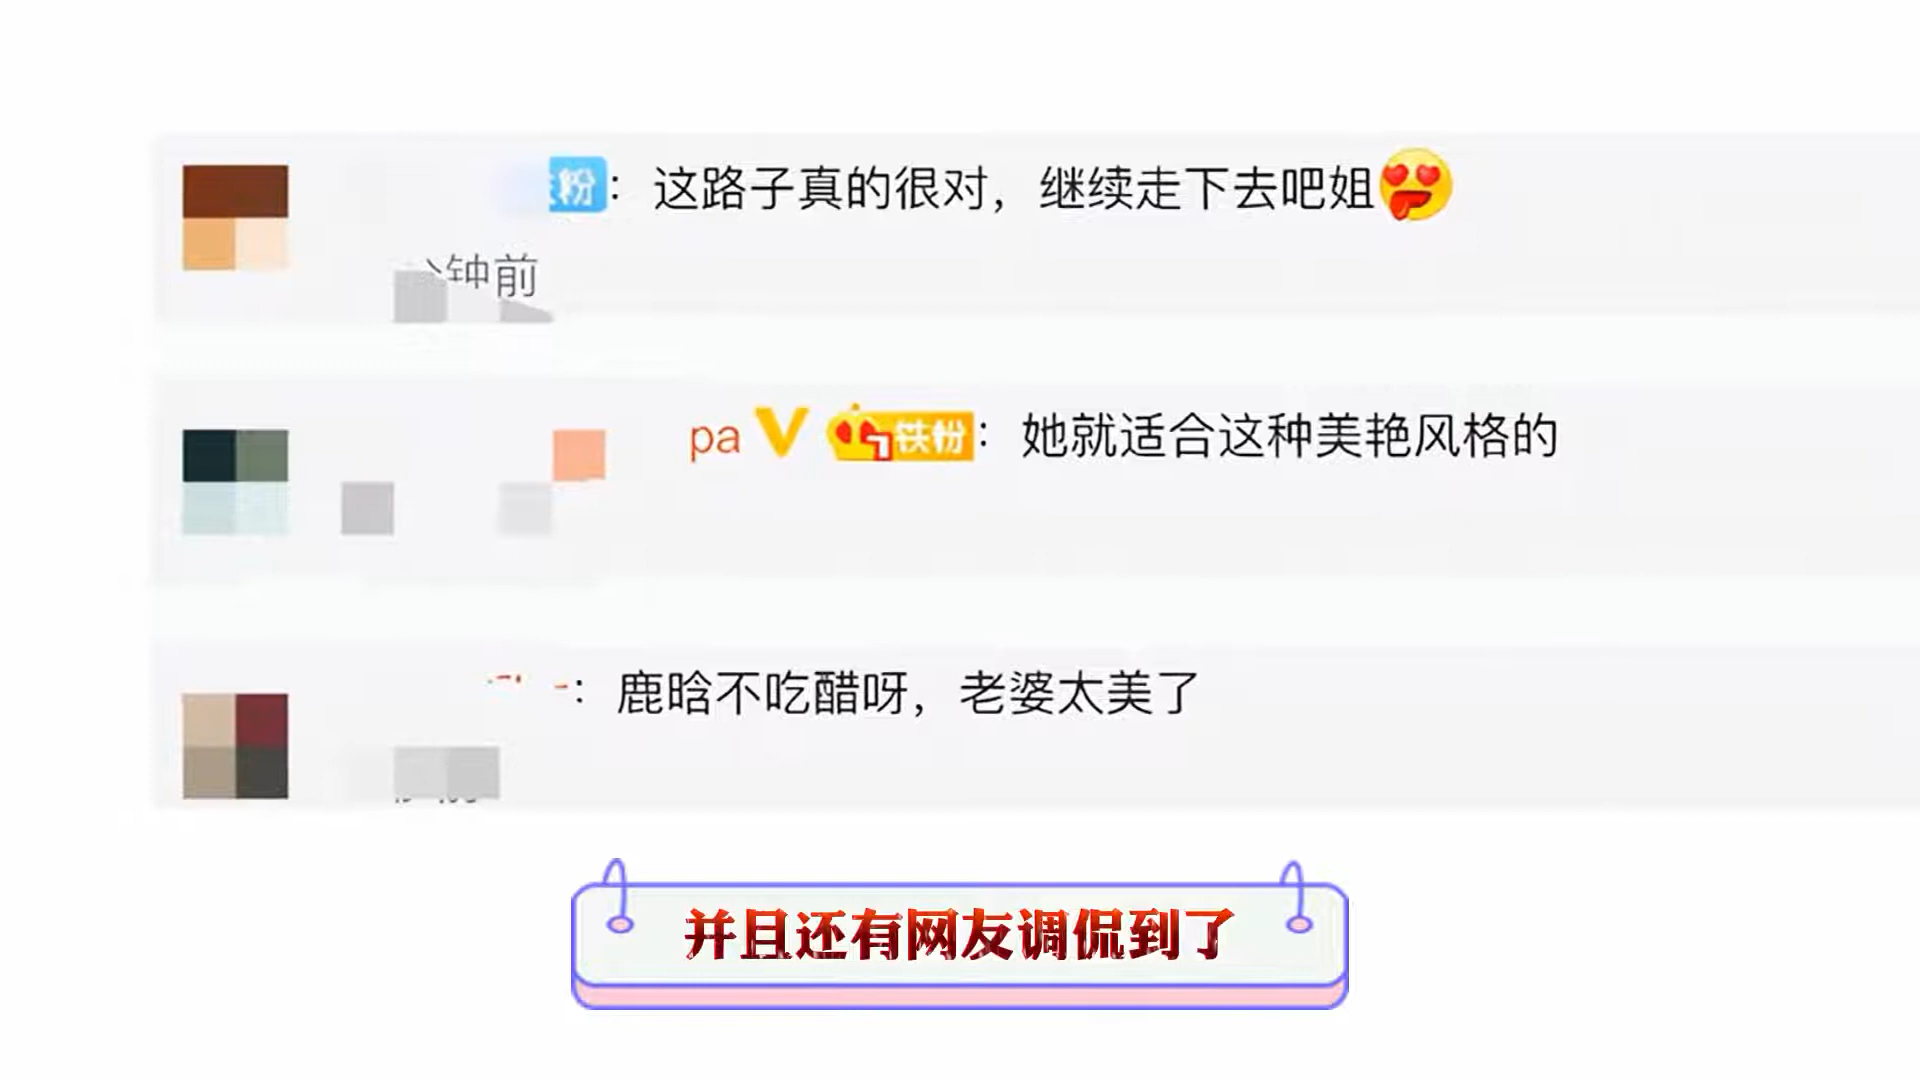 粉：这路子真的很对，继续走下去吧姐
钟前
pa 铁粉：她就适合这种美艳风格的
：鹿晗不吃醋呀，老婆太美了
并且还有网友调侃到了